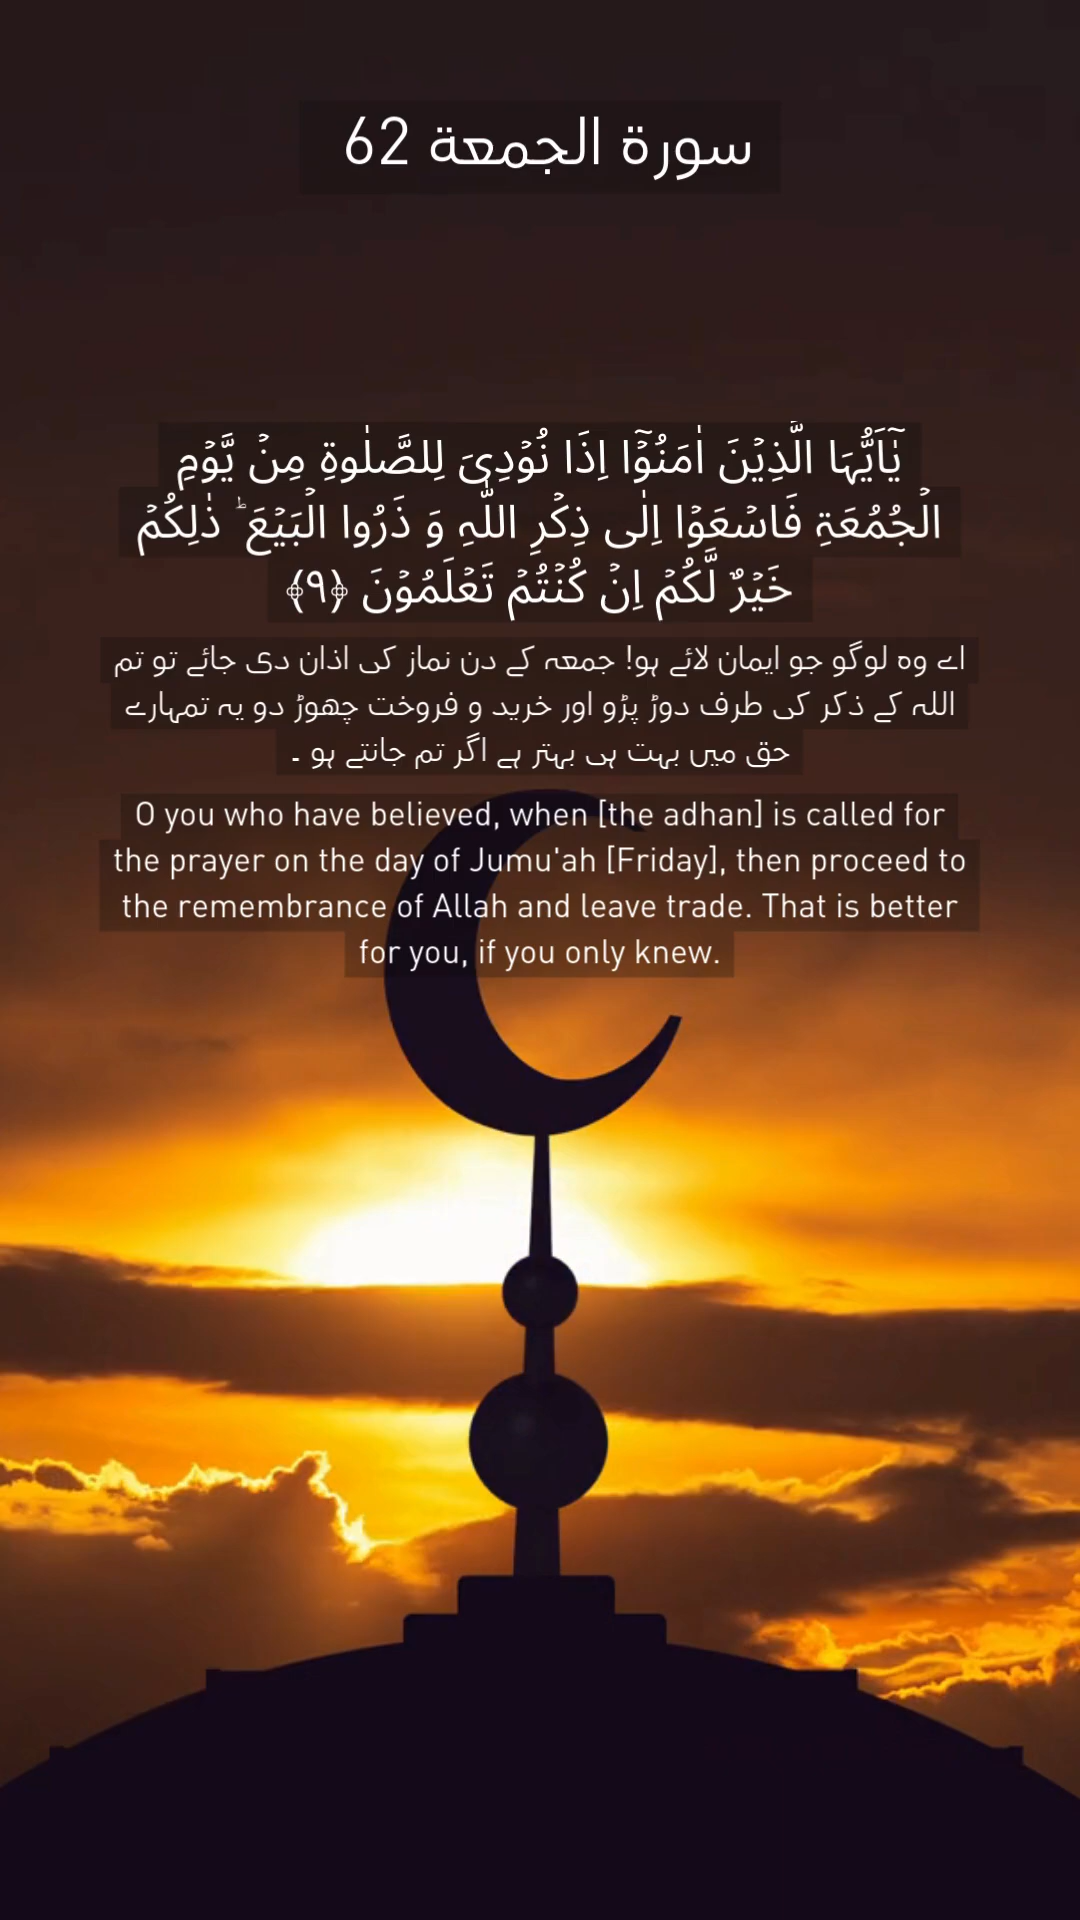 سورة الجمعة 62
یٰۤاَیُّہَا الَّذِیۡنَ اٰمَنُوۡۤا اِذَا نُوۡدِیَ لِلصَّلٰوۃِ مِنۡ یَّوۡمِ
الۡجُمُعَۃِ فَاسۡعَوۡا اِلٰی ذِکۡرِ اللّٰہِ وَ ذَرُوا الۡبَیۡعَ ؕ ذٰلِکُمۡ
خَیۡرٌ لَّکُمۡ اِنۡ کُنۡتُمۡ تَعۡلَمُوۡنَ ﴿۹﴾
اے وہ لوگو جو ایمان لائے ہو! جمعہ کے دن نماز کی اذان دی جائے تو تم
اللہ کے ذکر کی طرف دوڑ پڑو اور خرید و فروخت چھوڑ دو یہ تمہارے
حق میں بہت ہی بہتر ہے اگر تم جانتے ہو ۔
O you who have believed, when [the adhan] is called for
the prayer on the day of Jumu'ah [Friday], then proceed to
the remembrance of Allah and leave trade. That is better
for you, if you only knew.